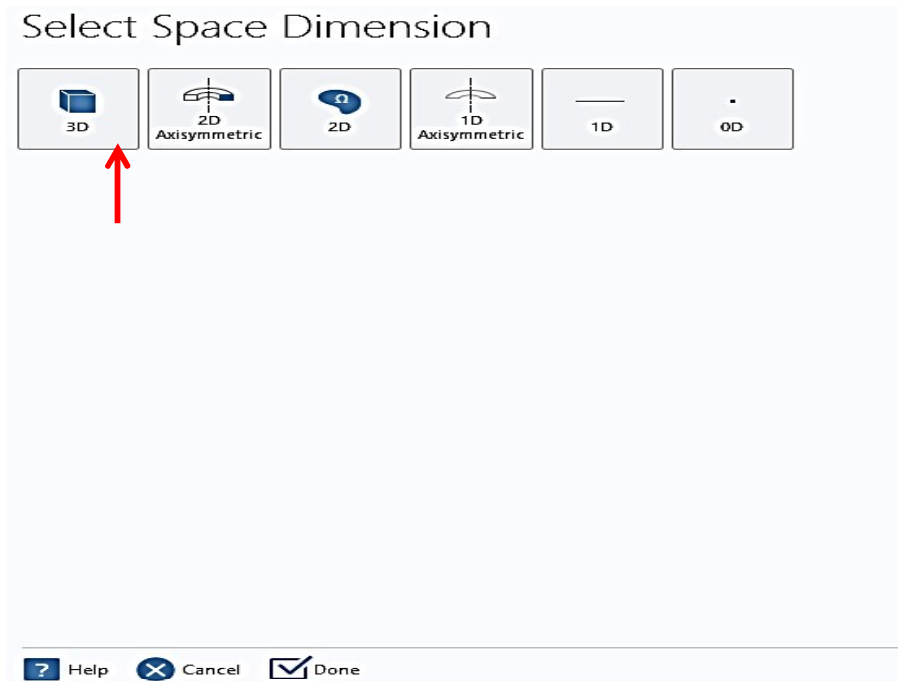 Select Space Dimension
3D
2D
Axisymmetric
Ω
2D
1D
Axisymmetric
1D
0D
? Help
Cancel
Done